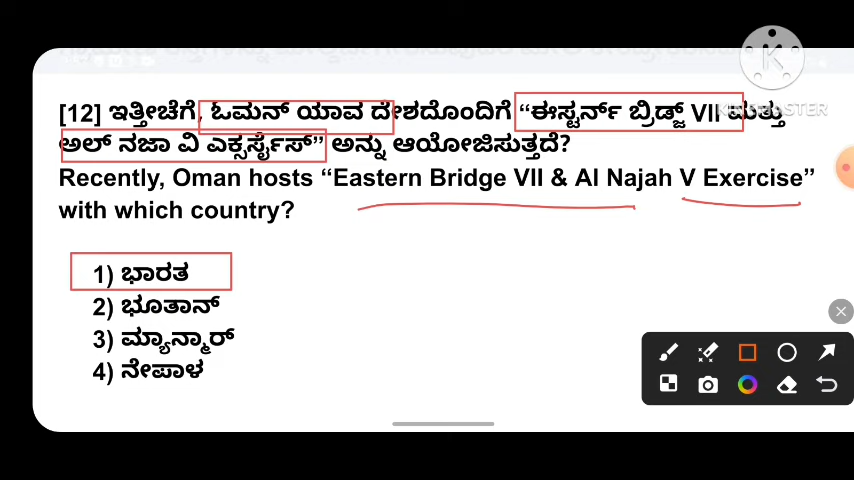 [12] ಇತ್ತೀಚೆಗೆ, ಓಮನ್ ಯಾವ ದೇಶದೊಂದಿಗೆ “ಈಸ್ಟರ್ನ್ ಬ್ರಿಡ್ಜ್ VII ಮತ್ತು
ಅಲ್ ನಜಾ ವಿ ಎಕ್ಸರ್ಸೈಸ್” ಅನ್ನು ಆಯೋಜಿಸುತ್ತದೆ?
Recently, Oman hosts “Eastern Bridge VII & Al Najah V Exercise”
with which country?
1) ಭಾರತ
2) ಭೂತಾನ್
3) ಮ್ಯಾನ್ಮಾರ್
4) ನೇಪಾಳ